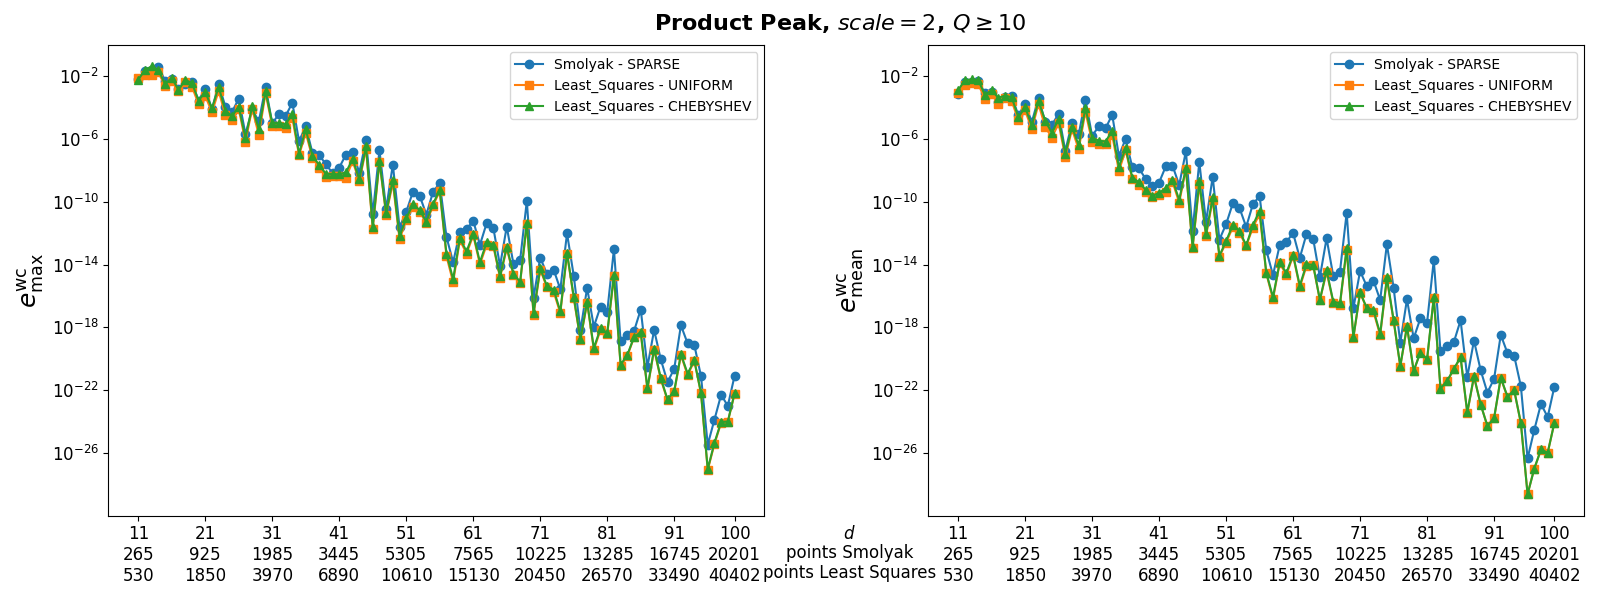 Product Peak, scale = 2, Q ≥ 10
Smolyak - SPARSE
Least_Squares - UNIFORM
Least_Squares - CHEBYSHEV
10⁻²
10⁻⁶
10⁻¹⁰
10⁻¹⁴
10⁻¹⁸
10⁻²²
10⁻²⁶
e^wc_max
11 21 31 41 51 61 71 81 91 100
265 925 1985 3445 5305 7565 10225 13285 16745 20201
530 1850 3970 6890 10610 15130 20450 26570 33490 40402
d
points Smolyak
points Least Squares
Smolyak - SPARSE
Least_Squares - UNIFORM
Least_Squares - CHEBYSHEV
10⁻²
10⁻⁶
10⁻¹⁰
10⁻¹⁴
10⁻¹⁸
10⁻²²
10⁻²⁶
e^wc_mean
11 21 31 41 51 61 71 81 91 100
265 925 1985 3445 5305 7565 10225 13285 16745 20201
530 1850 3970 6890 10610 15130 20450 26570 33490 40402